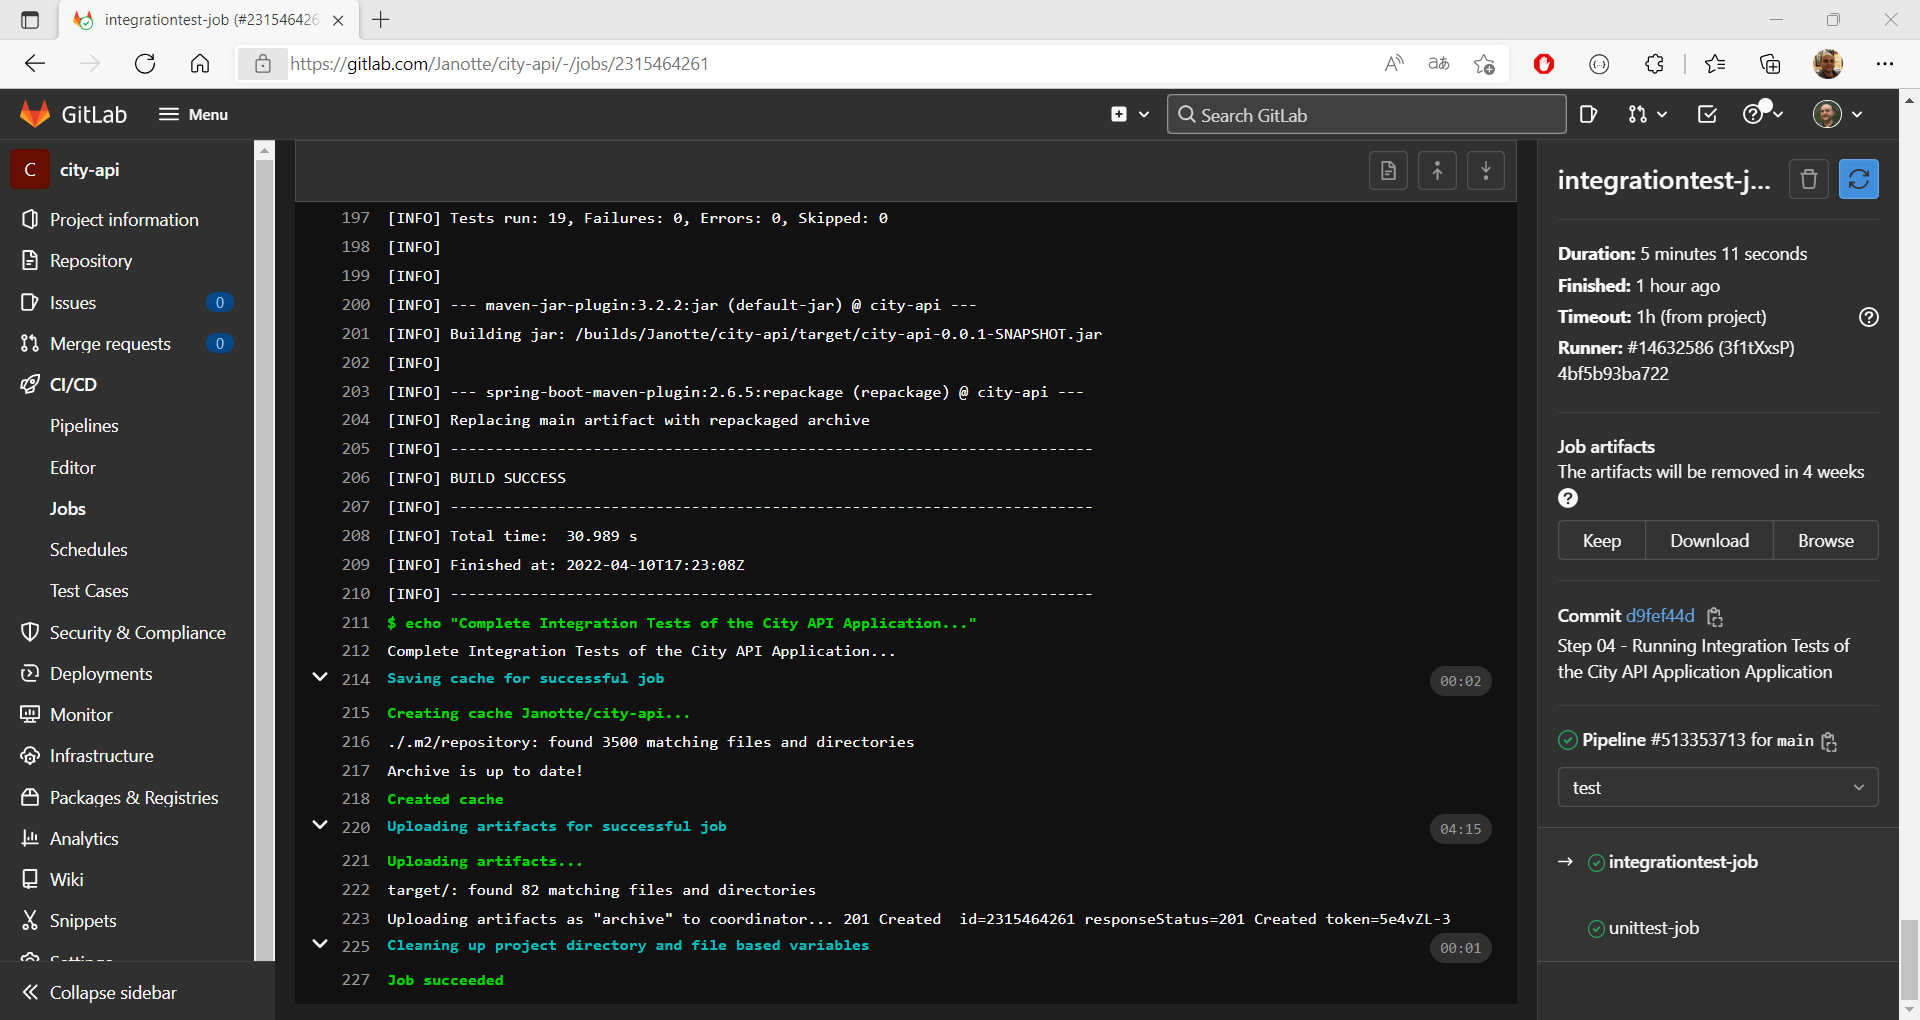 integrationtest-job (#231546426
https://gitlab.com/Janotte/city-api/-/jobs/2315464261
GitLab
Menu
Search GitLab
C
city-api
Project information
Repository
Issues 0
Merge requests 0
CI/CD
Pipelines
Editor
Jobs
Schedules
Test Cases
Security & Compliance
Deployments
Monitor
Infrastructure
Packages & Registries
Analytics
Wiki
Snippets
Settings
Collapse sidebar
197 [INFO] Tests run: 19, Failures: 0, Errors: 0, Skipped: 0
198 [INFO]
199 [INFO]
200 [INFO] --- maven-jar-plugin:3.2.2:jar (default-jar) @ city-api ---
201 [INFO] Building jar: /builds/Janotte/city-api/target/city-api-0.0.1-SNAPSHOT.jar
202 [INFO]
203 [INFO] --- spring-boot-maven-plugin:2.6.5:repackage (repackage) @ city-api ---
204 [INFO] Replacing main artifact with repackaged archive
205 [INFO] ------------------------------------------------------------------------
206 [INFO] BUILD SUCCESS
207 [INFO] ------------------------------------------------------------------------
208 [INFO] Total time:  30.989 s
209 [INFO] Finished at: 2022-04-10T17:23:08Z
210 [INFO] ------------------------------------------------------------------------
211 $ echo "Complete Integration Tests of the City API Application..."
212 Complete Integration Tests of the City API Application...
214 Saving cache for successful job 00:02
215 Creating cache Janotte/city-api...
216 ./.m2/repository: found 3500 matching files and directories
217 Archive is up to date!
218 Created cache
220 Uploading artifacts for successful job 04:15
221 Uploading artifacts...
222 target/: found 82 matching files and directories
223 Uploading artifacts as "archive" to coordinator... 201 Created  id=2315464261 responseStatus=201 Created token=5e4vZL-3
225 Cleaning up project directory and file based variables 00:01
227 Job succeeded
integrationtest-j...
Duration: 5 minutes 11 seconds
Finished: 1 hour ago
Timeout: 1h (from project)
Runner: #14632586 (3f1tXxsP)
4bf5b93ba722
Job artifacts
The artifacts will be removed in 4 weeks
Keep Download Browse
Commit d9fef44d
Step 04 - Running Integration Tests of
the City API Application Application
Pipeline #513353713 for main
test
integrationtest-job
unittest-job